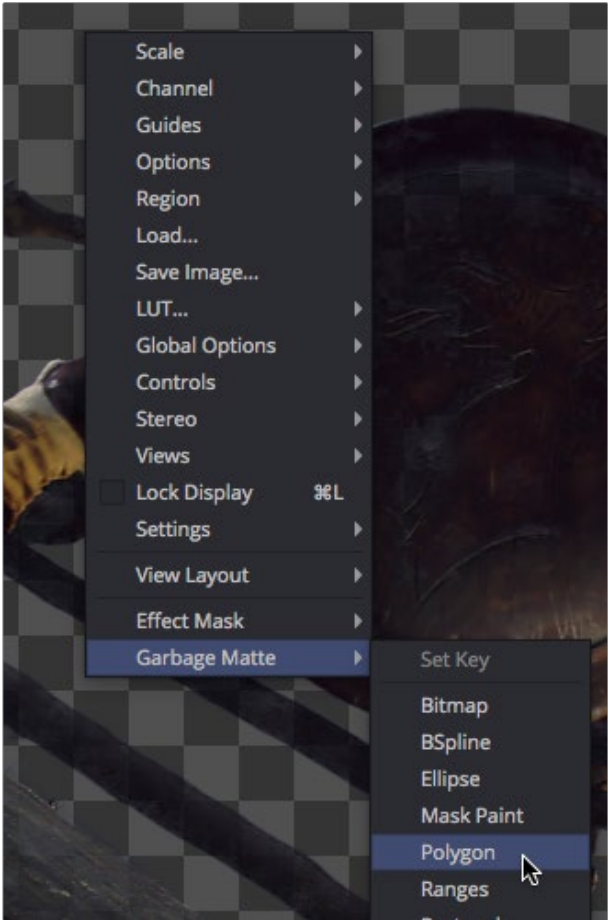 Scale
Channel
Guides
Options
Region
Load...
Save Image...
LUT...
Global Options
Controls
Stereo
Views
Lock Display ⌘L
Settings
View Layout
Effect Mask
Garbage Matte
Set Key
Bitmap
BSpline
Ellipse
Mask Paint
Polygon
Ranges